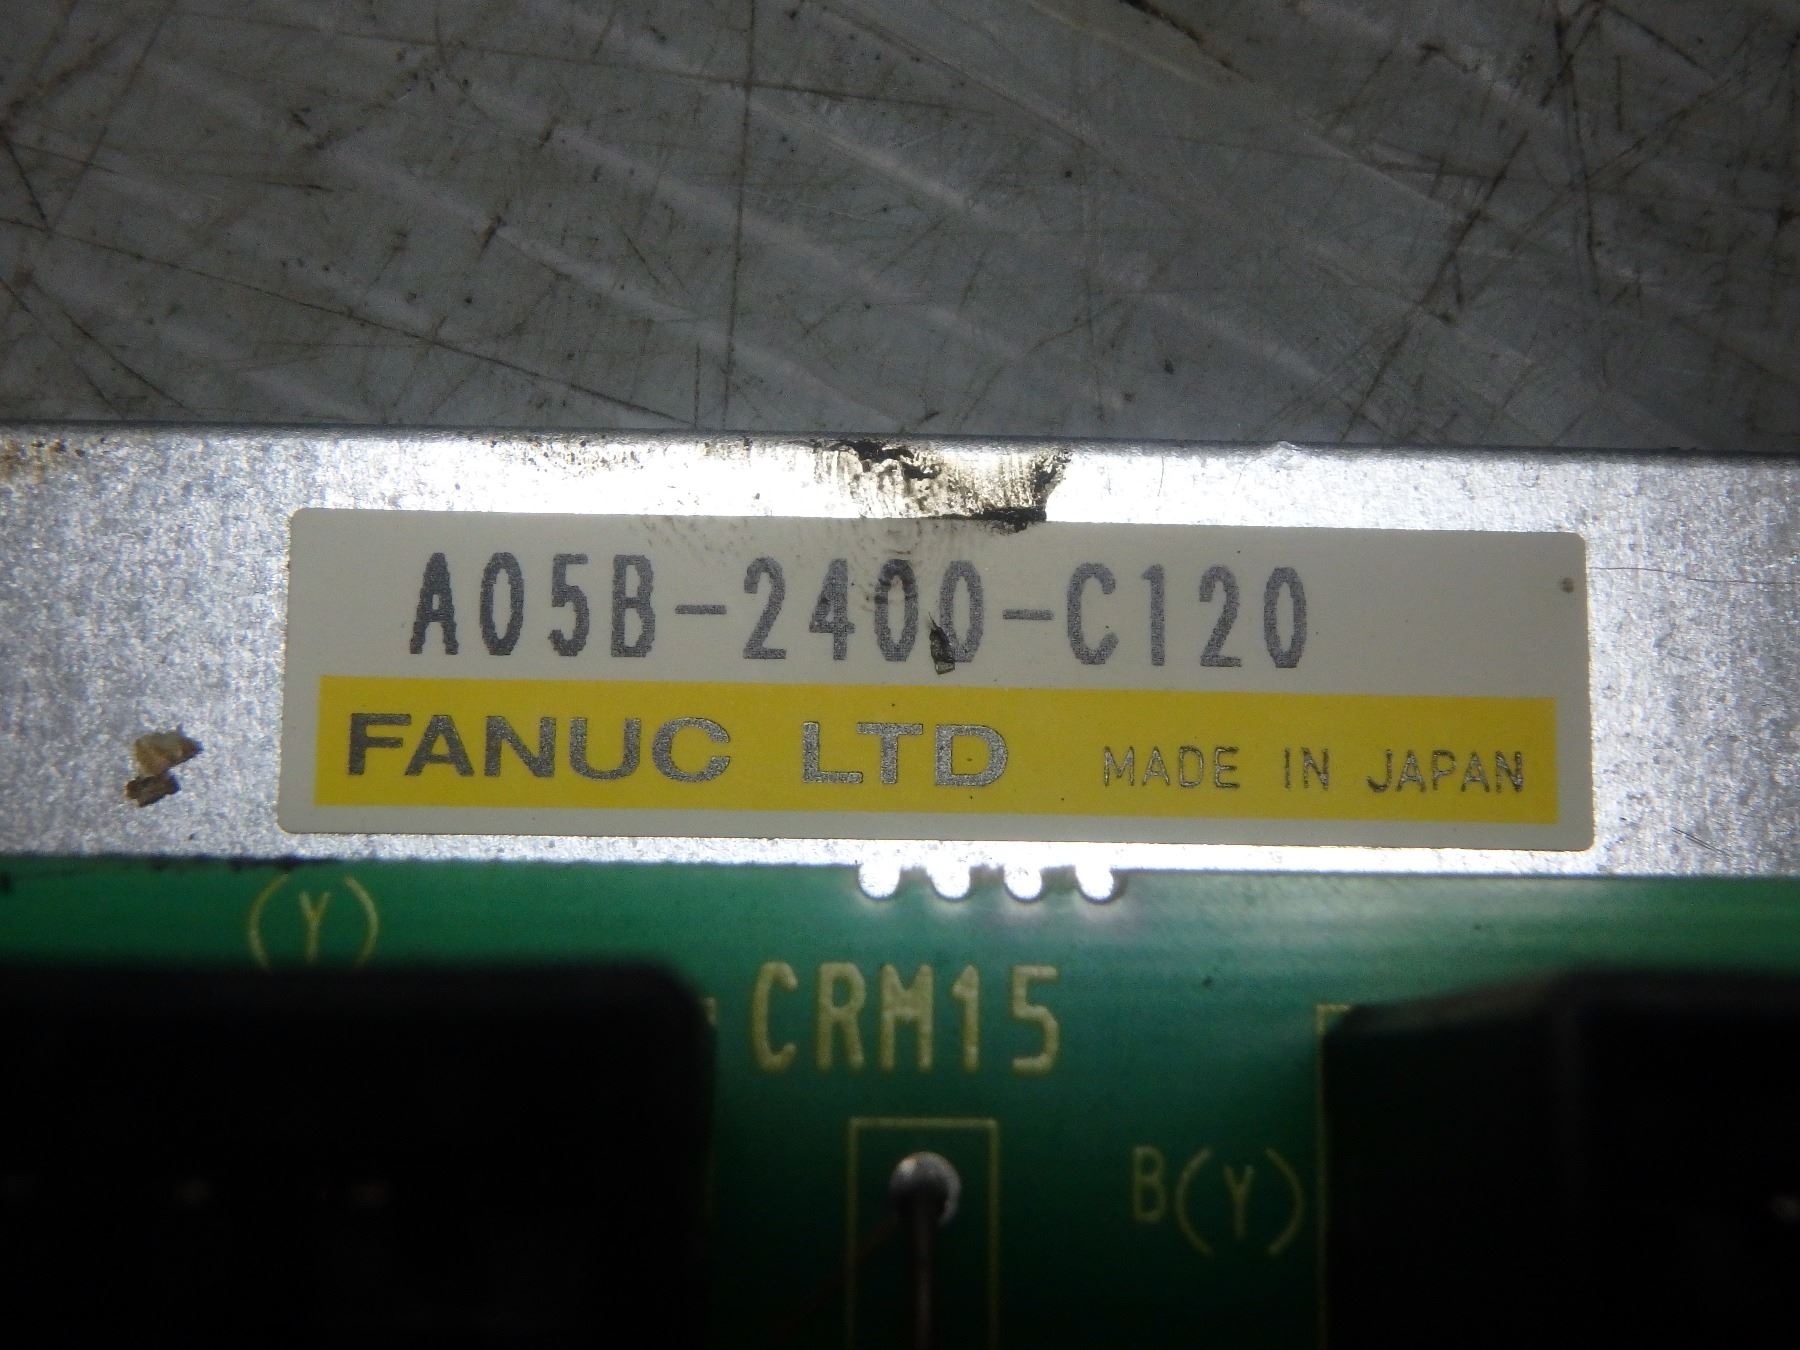 A05B-2400-C120
FANUC LTD MADE IN JAPAN
(Y)
CRM15
B(Y)